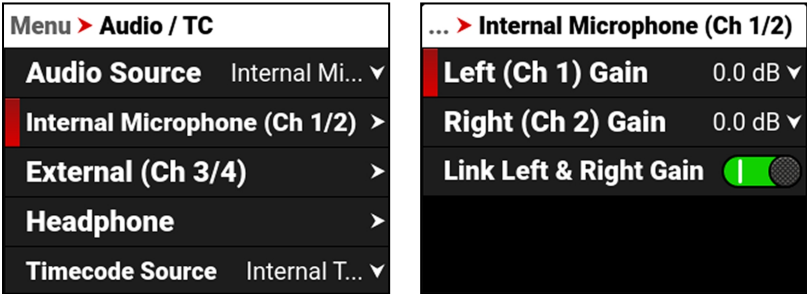 Menu > Audio / TC
Audio Source Internal Mi...
Internal Microphone (Ch 1/2)
External (Ch 3/4)
Headphone
Timecode Source Internal T...
... > Internal Microphone (Ch 1/2)
Left (Ch 1) Gain 0.0 dB
Right (Ch 2) Gain 0.0 dB
Link Left & Right Gain